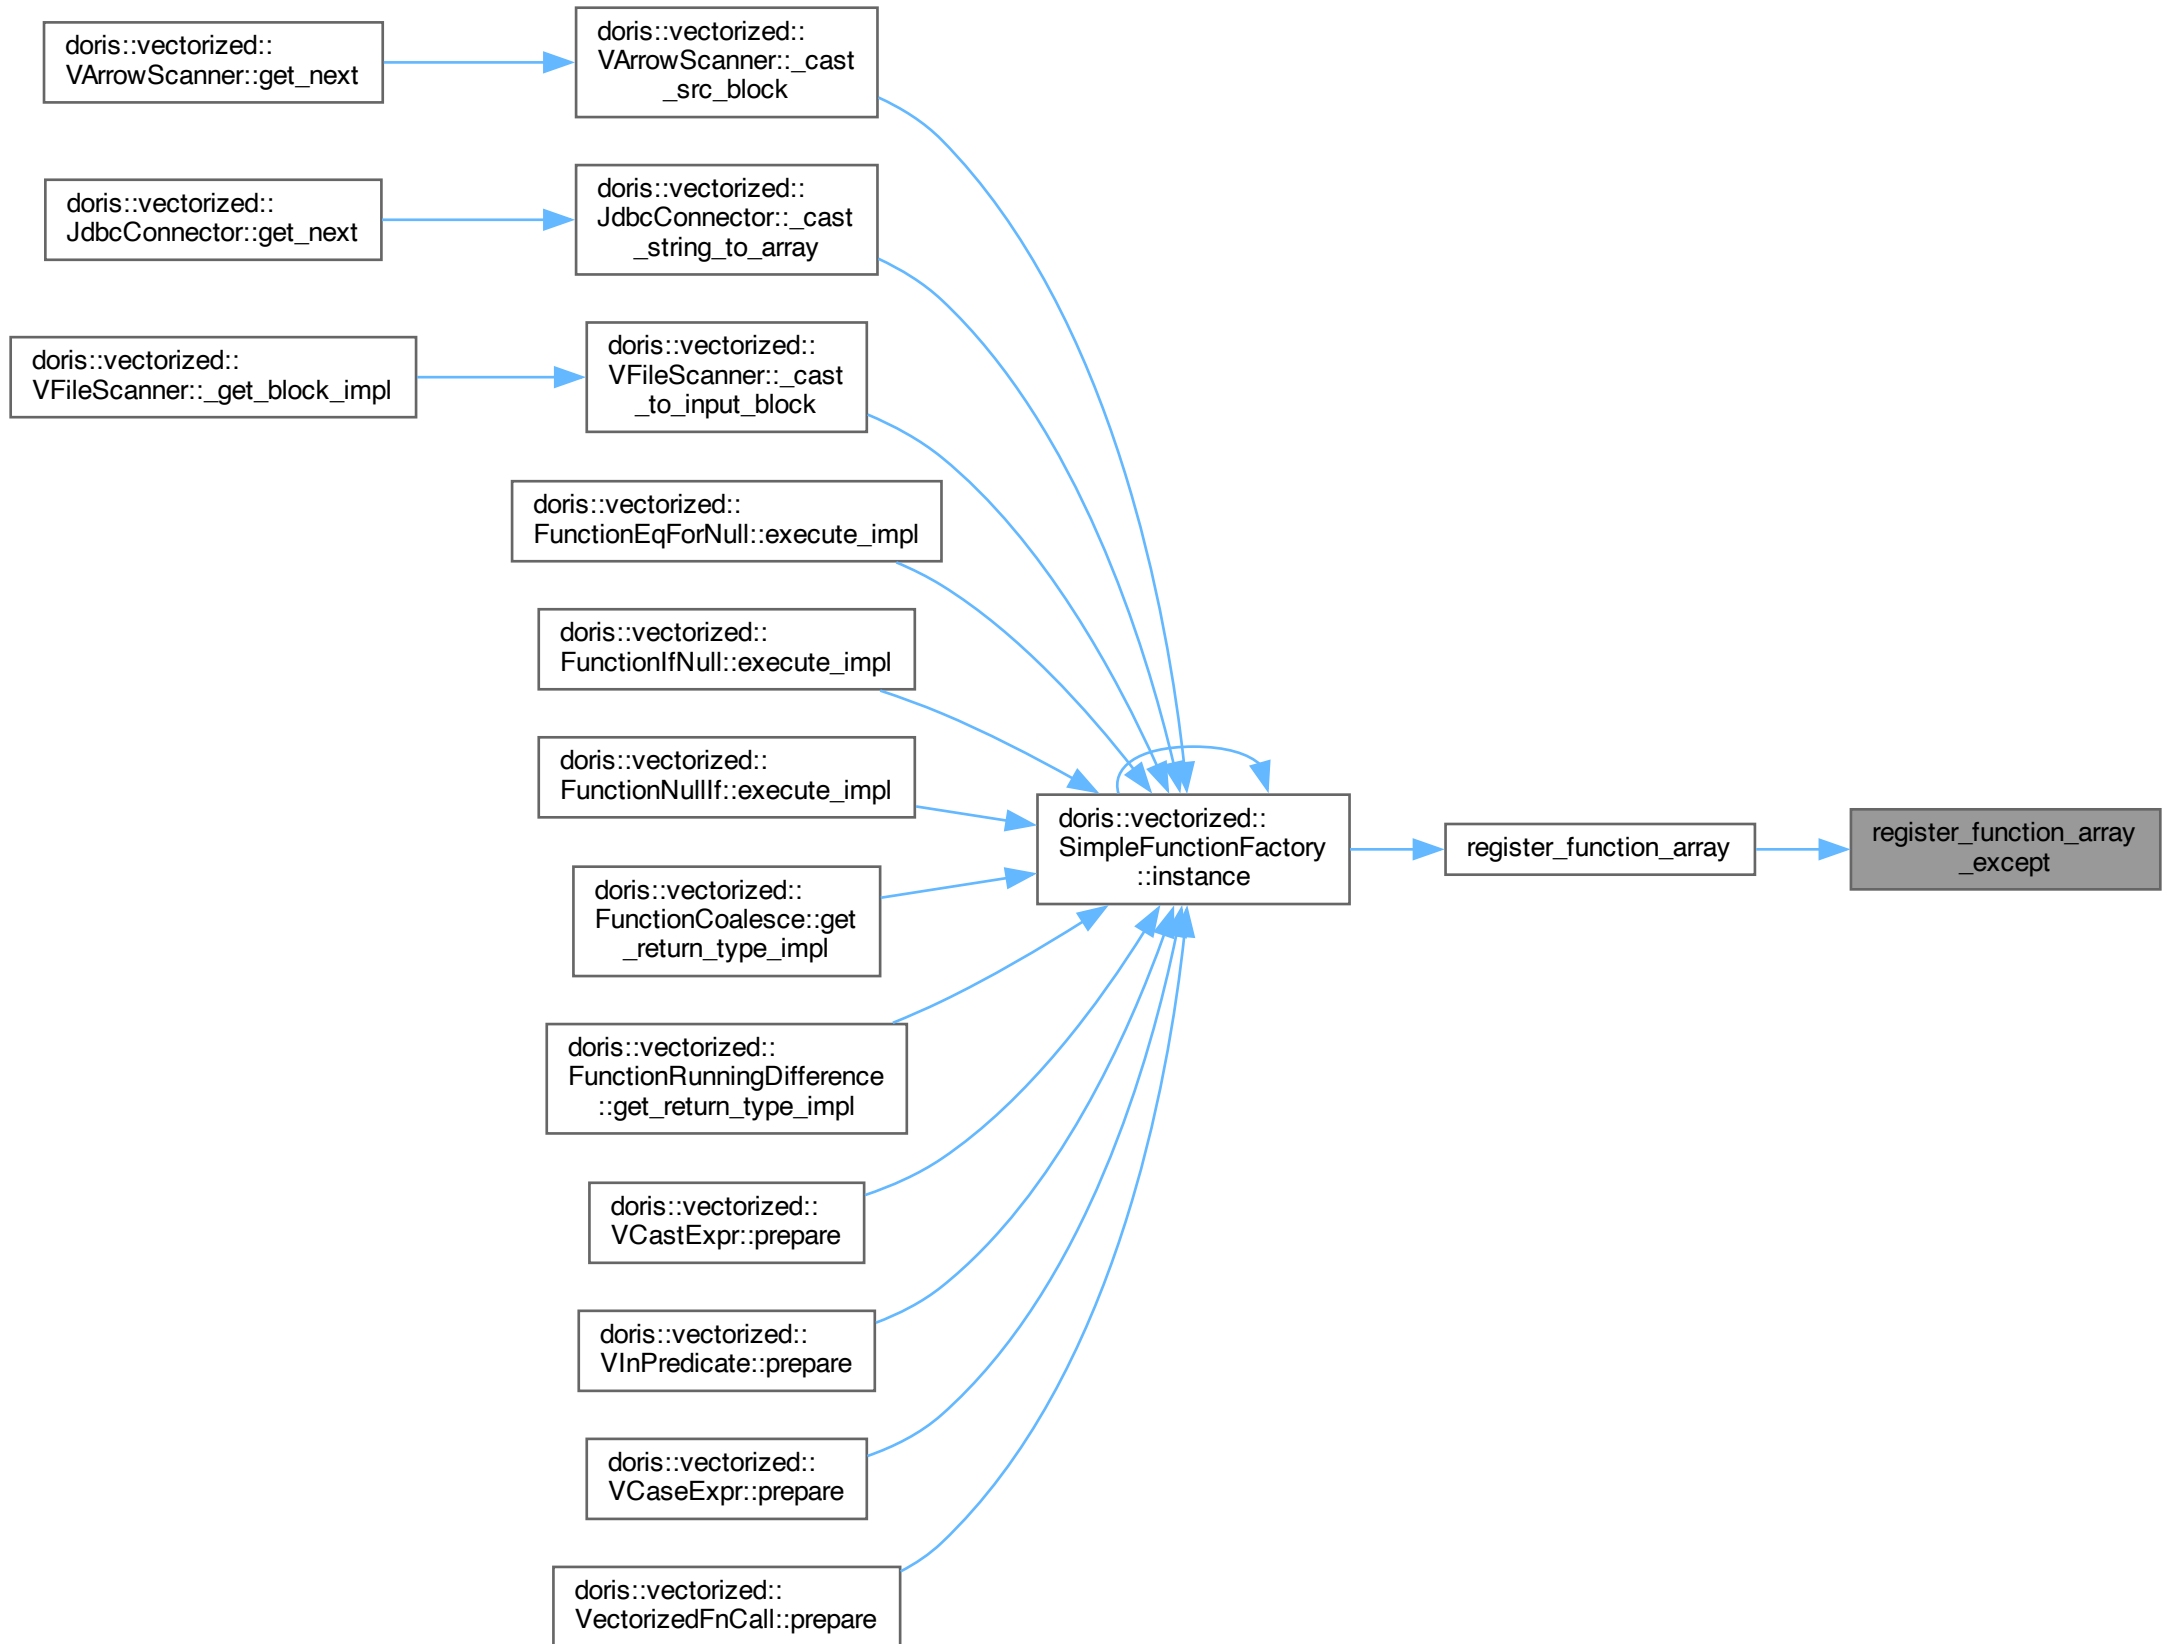 doris::vectorized::
VArrowScanner::get_next
doris::vectorized::
VArrowScanner::_cast
_src_block
doris::vectorized::
JdbcConnector::get_next
doris::vectorized::
JdbcConnector::_cast
_string_to_array
doris::vectorized::
VFileScanner::_get_block_impl
doris::vectorized::
VFileScanner::_cast
_to_input_block
doris::vectorized::
FunctionEqForNull::execute_impl
doris::vectorized::
FunctionIfNull::execute_impl
doris::vectorized::
FunctionNullIf::execute_impl
doris::vectorized::
SimpleFunctionFactory
::instance
register_function_array
register_function_array
_except
doris::vectorized::
FunctionCoalesce::get
_return_type_impl
doris::vectorized::
FunctionRunningDifference
::get_return_type_impl
doris::vectorized::
VCastExpr::prepare
doris::vectorized::
VInPredicate::prepare
doris::vectorized::
VCaseExpr::prepare
doris::vectorized::
VectorizedFnCall::prepare